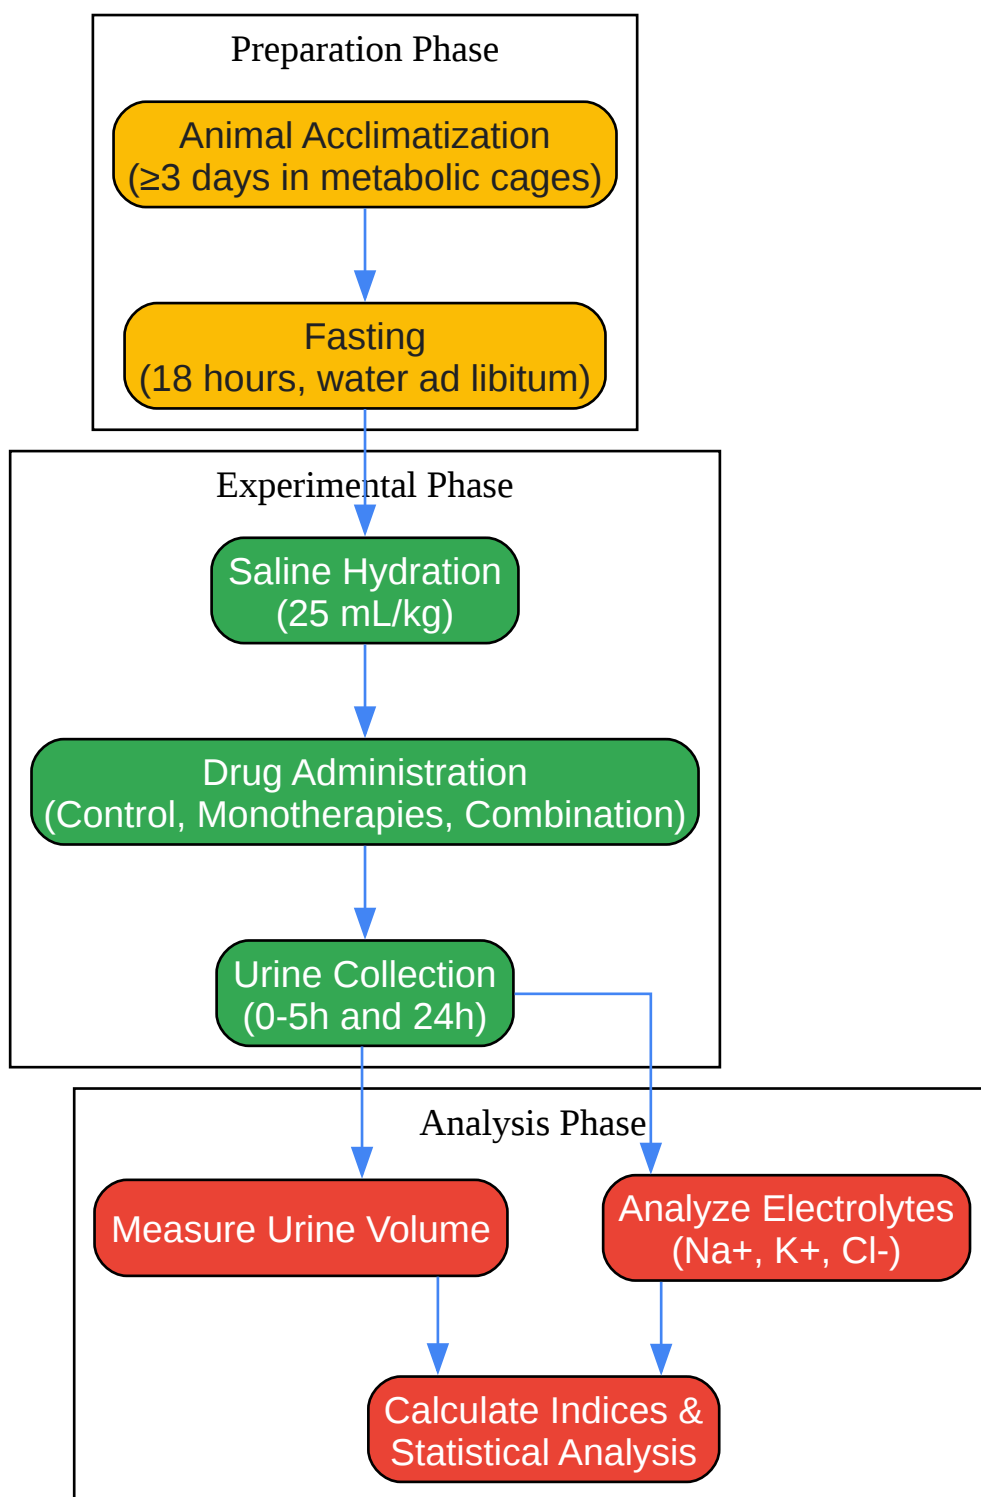 Preparation Phase
Animal Acclimatization
(≥3 days in metabolic cages)
Fasting
(18 hours, water ad libitum)
Experimental Phase
Saline Hydration
(25 mL/kg)
Drug Administration
(Control, Monotherapies, Combination)
Urine Collection
(0-5h and 24h)
Analysis Phase
Measure Urine Volume
Analyze Electrolytes
(Na+, K+, Cl-)
Calculate Indices &
Statistical Analysis